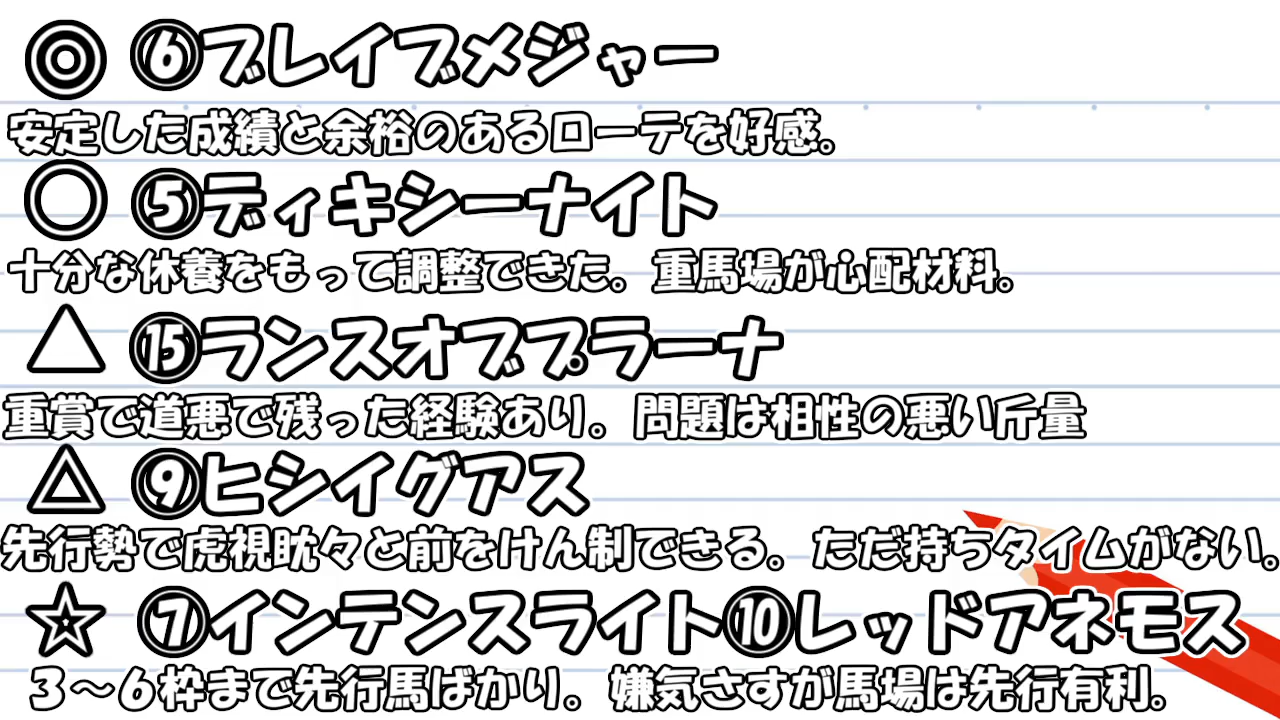 ◎ ⑥ブレイブメジャー
安定した成績と余裕のあるローテを好感。
○ ⑤ディキシーナイト
十分な休養をもって調整できた。重馬場が心配材料。
△ ⑮ランスオブプラーナ
重賞で道悪で残った経験あり。問題は相性の悪い斤量
△ ⑨ヒシイグアス
先行勢で虎視眈々と前をけん制できる。ただ持ちタイムがない。
☆ ⑦インテンスライト⑩レッドアネモス
３～６枠まで先行馬ばかり。嫌気さすが馬場は先行有利。